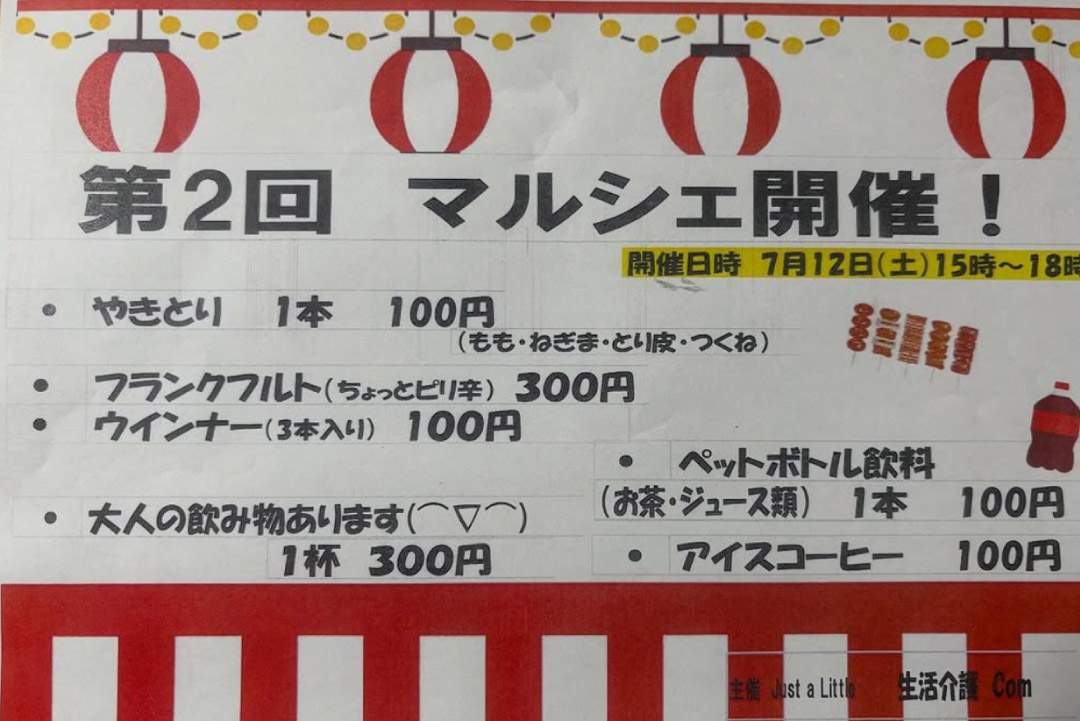 第2回 マルシェ開催！
開催日時 7月12日(土)15時～18時
・ やきとり 1本 100円
(もも・ねぎま・とり皮・つくね)
・ フランクフルト(ちょっとピリ辛) 300円
・ ウインナー(3本入り) 100円
・ 大人の飲み物あります(⌒▽⌒)
1杯 300円
・ ペットボトル飲料
(お茶・ジュース類) 1本 100円
・ アイスコーヒー 100円
主催 Just a Little 生活介護 Com